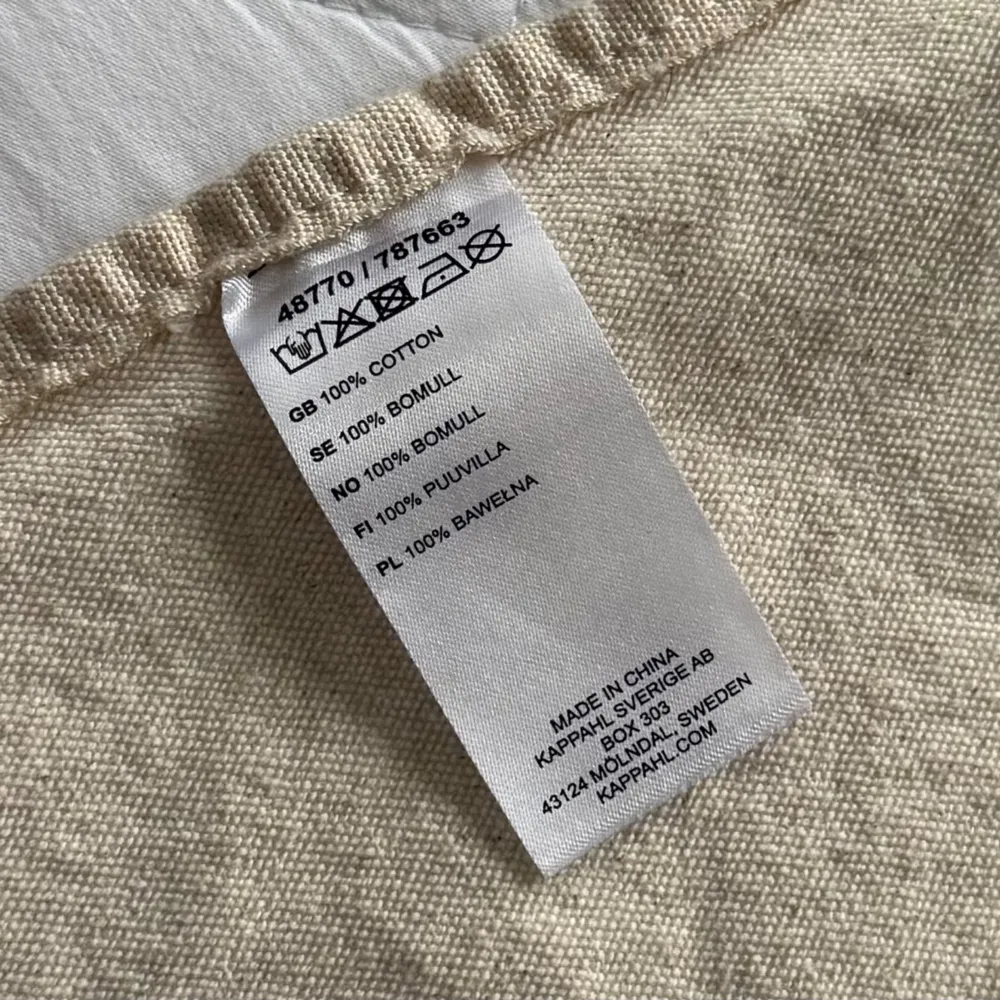 48770 / 787663
GB 100% COTTON
SE 100% BOMULL
NO 100% BOMULL
FI 100% PUUVILLA
PL 100% BAWEŁNA
MADE IN CHINA
KAPPAHL SVERIGE AB
BOX 303
43124 MÖLNDAL, SWEDEN
KAPPAHL.COM